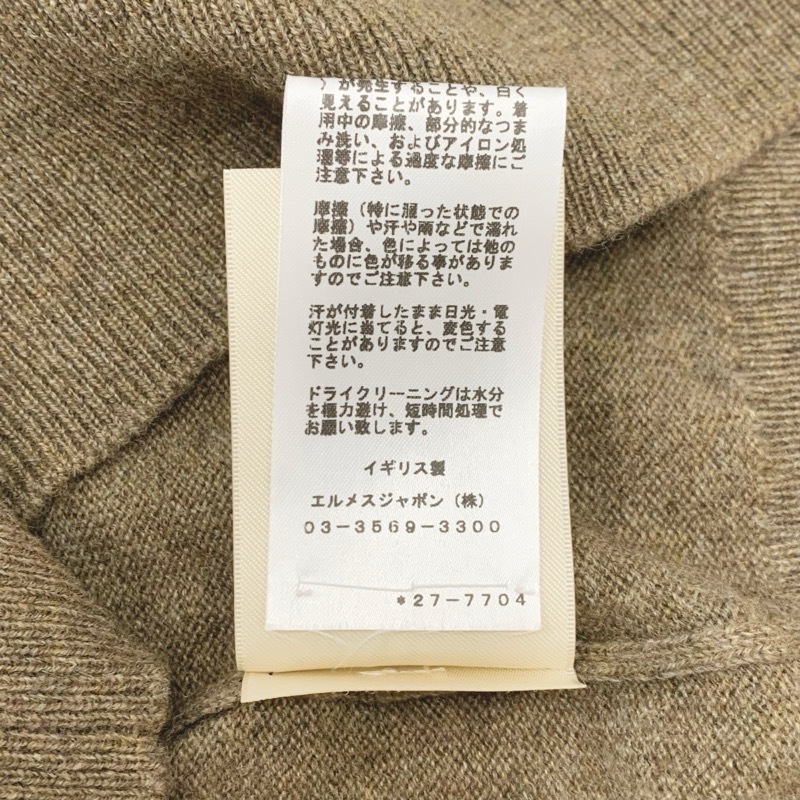 ）が発生することや、白く
見えることがあります。着
用中の摩擦、部分的なつま
み洗い、およびアイロン処
理等による過度な摩擦にご
注意下さい。
摩擦（特に湿った状態での
摩擦）や汗や雨などで濡れ
た場合、色によっては他の
ものに色が移る事がありま
すのでご注意下さい。
汗が付着したまま日光・電
灯光に当てると、変色する
ことがありますのでご注意
下さい。
ドライクリーニングは水分
を極力避け、短時間処理で
お願い致します。
イギリス製
エルメスジャポン（株）
03-3569-3300
*27-7704